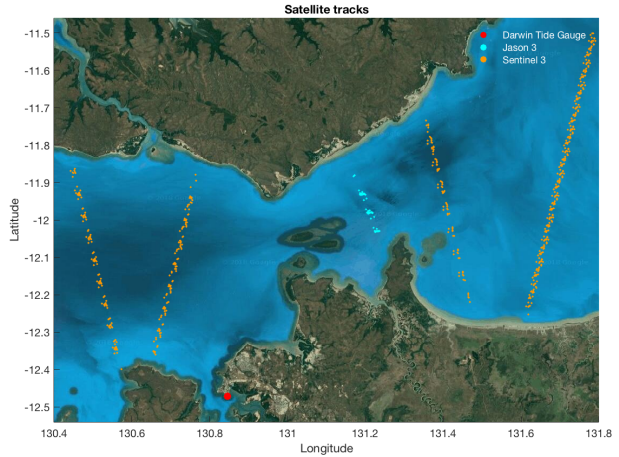 Satellite tracks
Darwin Tide Gauge
Jason 3
Sentinel 3
Latitude
-11.5
-11.6
-11.7
-11.8
-11.9
-12
-12.1
-12.2
-12.3
-12.4
-12.5
130.4 130.6 130.8 131 131.2 131.4 131.6 131.8
Longitude